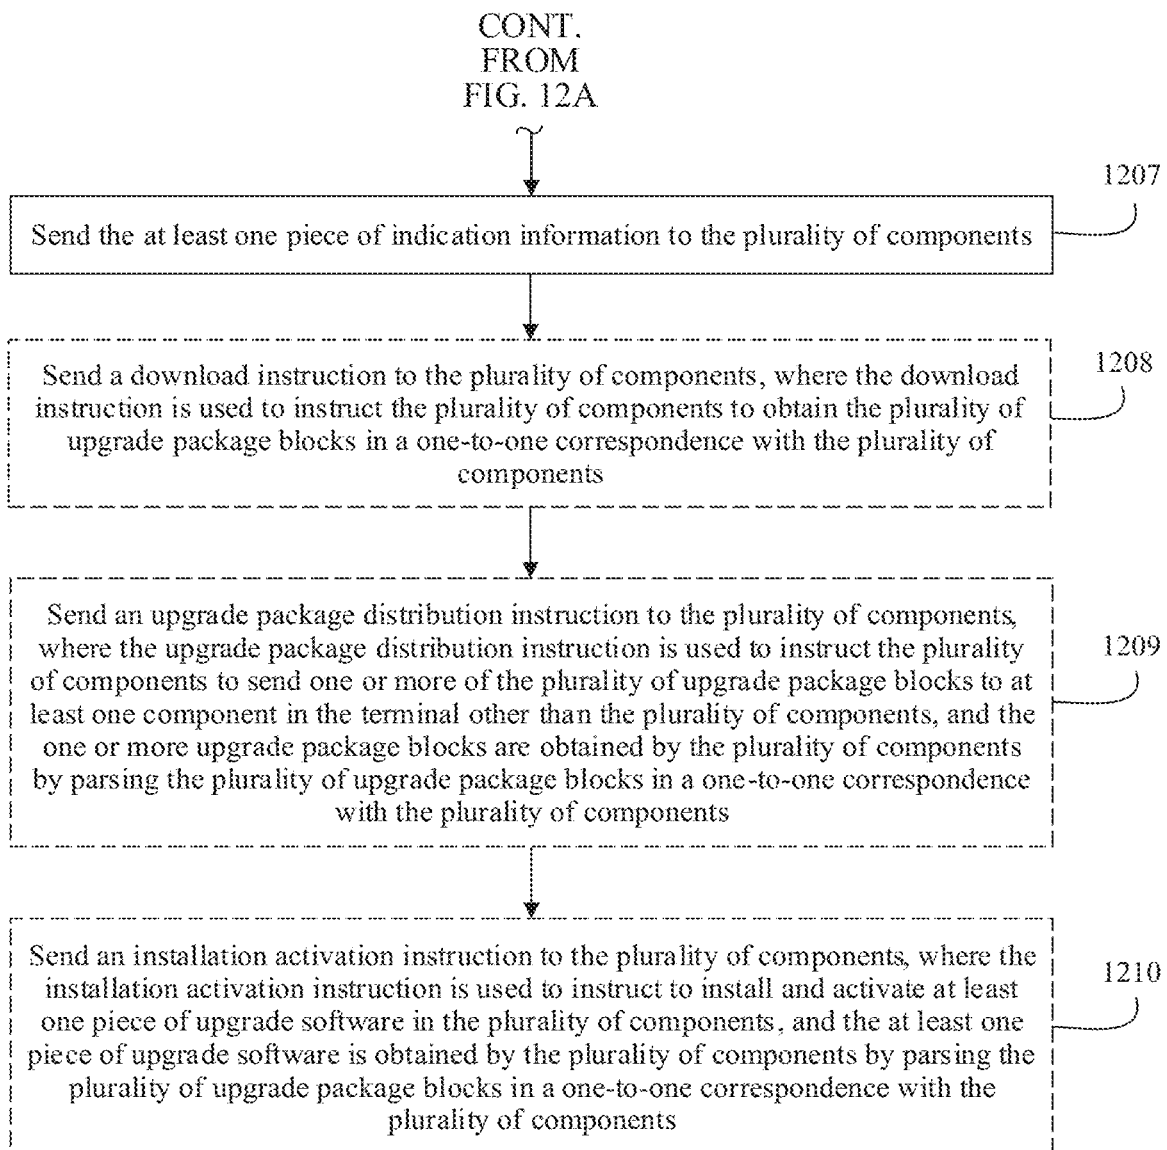 CONT.
FROM
FIG. 12A
1207
Send the at least one piece of indication information to the plurality of components
1208
Send a download instruction to the plurality of components, where the download
instruction is used to instruct the plurality of components to obtain the plurality of
upgrade package blocks in a one-to-one correspondence with the plurality of
components
1209
Send an upgrade package distribution instruction to the plurality of components,
where the upgrade package distribution instruction is used to instruct the plurality
of components to send one or more of the plurality of upgrade package blocks to at
least one component in the terminal other than the plurality of components, and the
one or more upgrade package blocks are obtained by the plurality of components
by parsing the plurality of upgrade package blocks in a one-to-one correspondence
with the plurality of components
1210
Send an installation activation instruction to the plurality of components, where the
installation activation instruction is used to instruct to install and activate at least
one piece of upgrade software in the plurality of components, and the at least one
piece of upgrade software is obtained by the plurality of components by parsing the
plurality of upgrade package blocks in a one-to-one correspondence with the
plurality of components